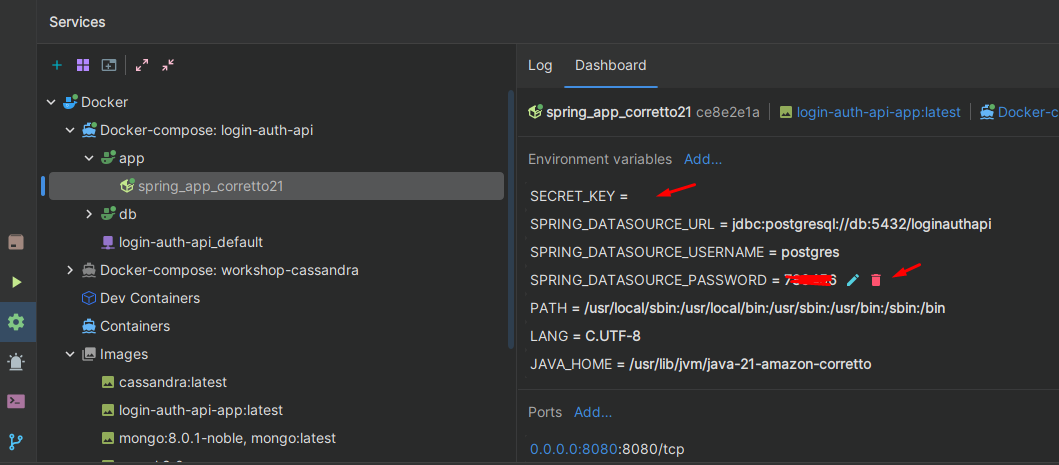 Services
Docker
Docker-compose: login-auth-api
app
spring_app_corretto21
db
login-auth-api_default
Docker-compose: workshop-cassandra
Dev Containers
Containers
Images
cassandra:latest
login-auth-api-app:latest
mongo:8.0.1-noble, mongo:latest
Log Dashboard
spring_app_corretto21 ce8e2e1a login-auth-api-app:latest Docker-c
Environment variables Add...
SECRET_KEY =
SPRING_DATASOURCE_URL = jdbc:postgresql://db:5432/loginauthapi
SPRING_DATASOURCE_USERNAME = postgres
SPRING_DATASOURCE_PASSWORD =
PATH = /usr/local/sbin:/usr/local/bin:/usr/sbin:/usr/bin:/sbin:/bin
LANG = C.UTF-8
JAVA_HOME = /usr/lib/jvm/java-21-amazon-corretto
Ports Add...
0.0.0.0:8080:8080/tcp